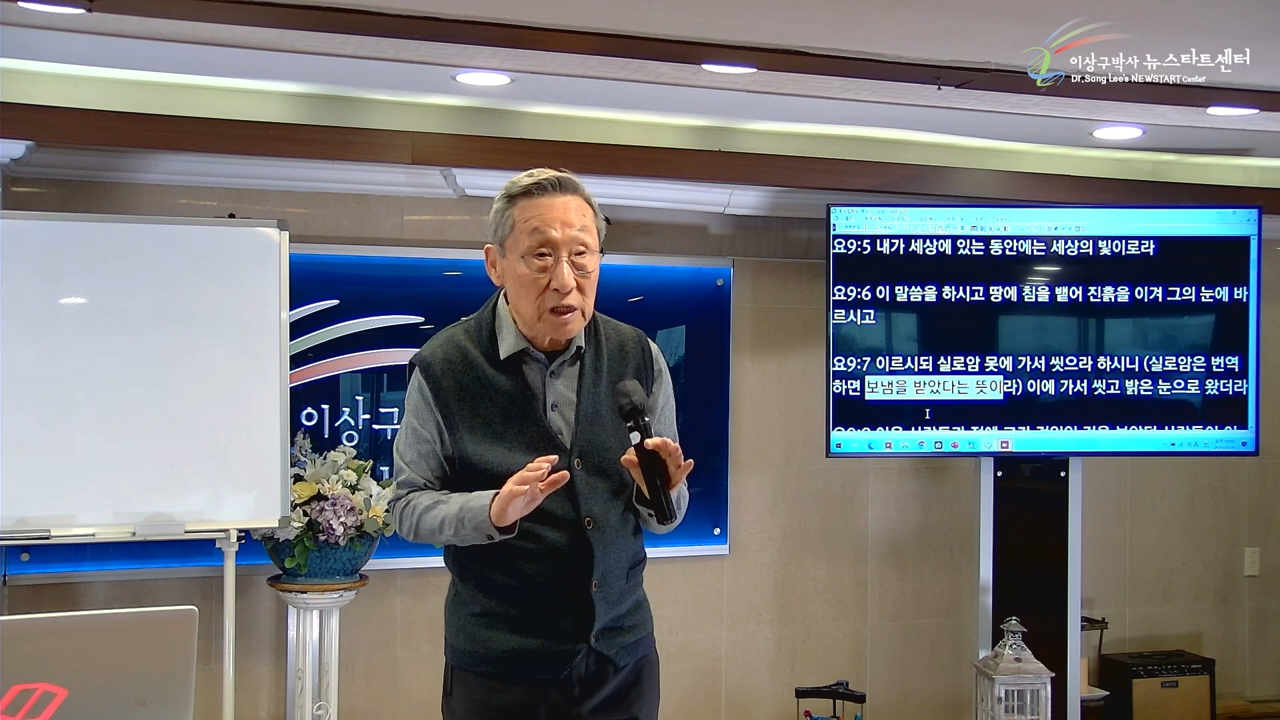 이상구박사 뉴스타트센터
Dr. Sang Lee's NEWSTART Center
요9:5 내가 세상에 있는 동안에는 세상의 빛이로라
요9:6 이 말씀을 하시고 땅에 침을 뱉어 진흙을 이겨 그의 눈에 바
르시고
요9:7 이르시되 실로암 못에 가서 씻으라 하시니 (실로암은 번역
하면 보냄을 받았다는 뜻이라) 이에 가서 씻고 밝은 눈으로 왔더라
이상구